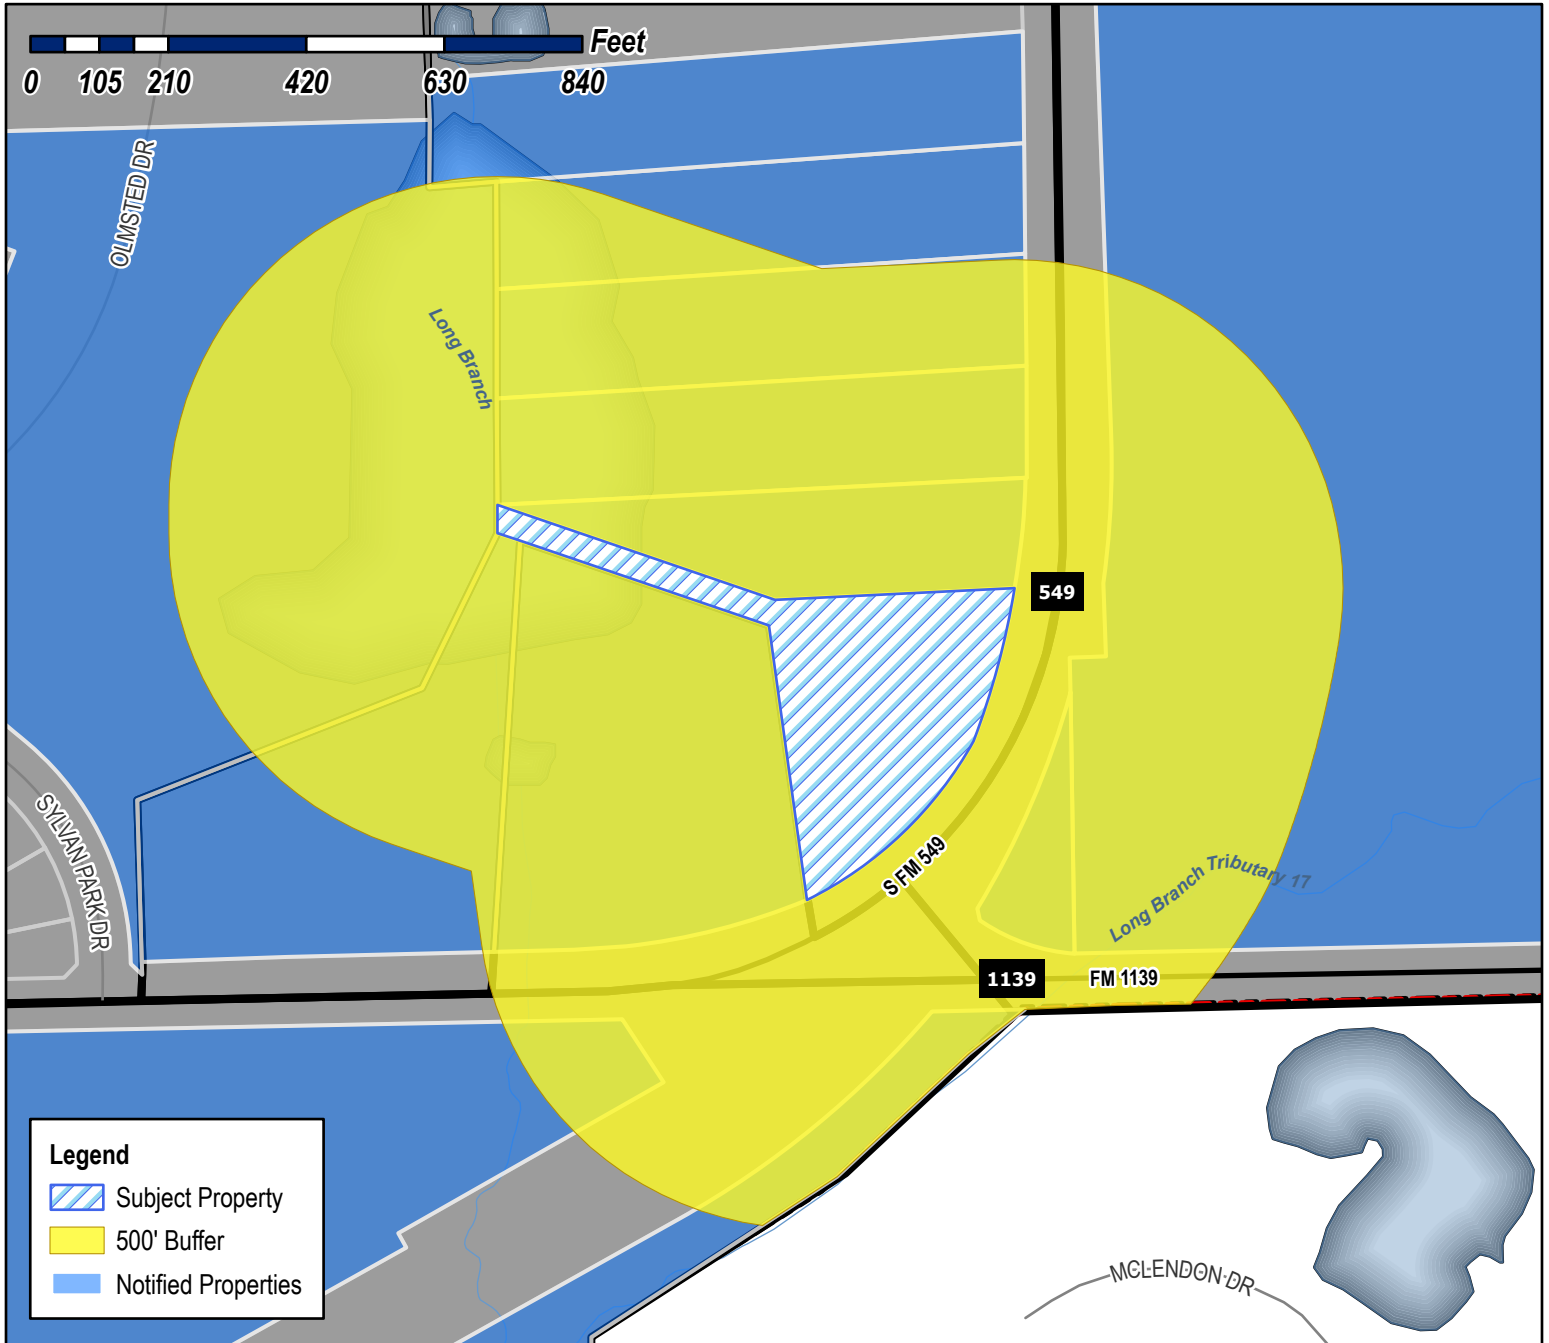 Feet
0 105 210 420 630 840
OLMSTED DR
Long Branch
549
SYLVAN PARK DR
S FM 549
Long Branch Tributary 17
1139
FM 1139
MCLENDON DR
Legend
Subject Property
500' Buffer
Notified Properties